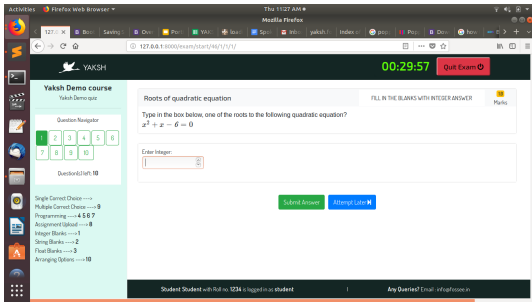 Activities Firefox Web Browser Thu 11:27 AM
Mozilla Firefox
127.0.0.1:8000/exam/start/46/1/1/1/
YAKSH
00:29:57
Quit Exam
Yaksh Demo course
Yaksh Demo quiz
Question Navigator
1 2 3 4 5 6
7 8 9 10
Question(s) left: 10
Single Correct Choice --->
Multiple Correct Choice ---> 9
Programming ---> 4 5 6 7
Assignment Upload ---> 8
Integer Blanks ---> 1
String Blanks ---> 2
Float Blanks ---> 3
Arranging Options ---> 10
Roots of quadratic equation
FILL IN THE BLANKS WITH INTEGER ANSWER
Marks
Type in the box below, one of the roots to the following quadratic equation?
x² + x − 6 = 0
Enter Integer:
Submit Answer
Attempt Later
Student Student with Roll no. 1234 is logged in as student | Any Queries? Email : info@fossee.in